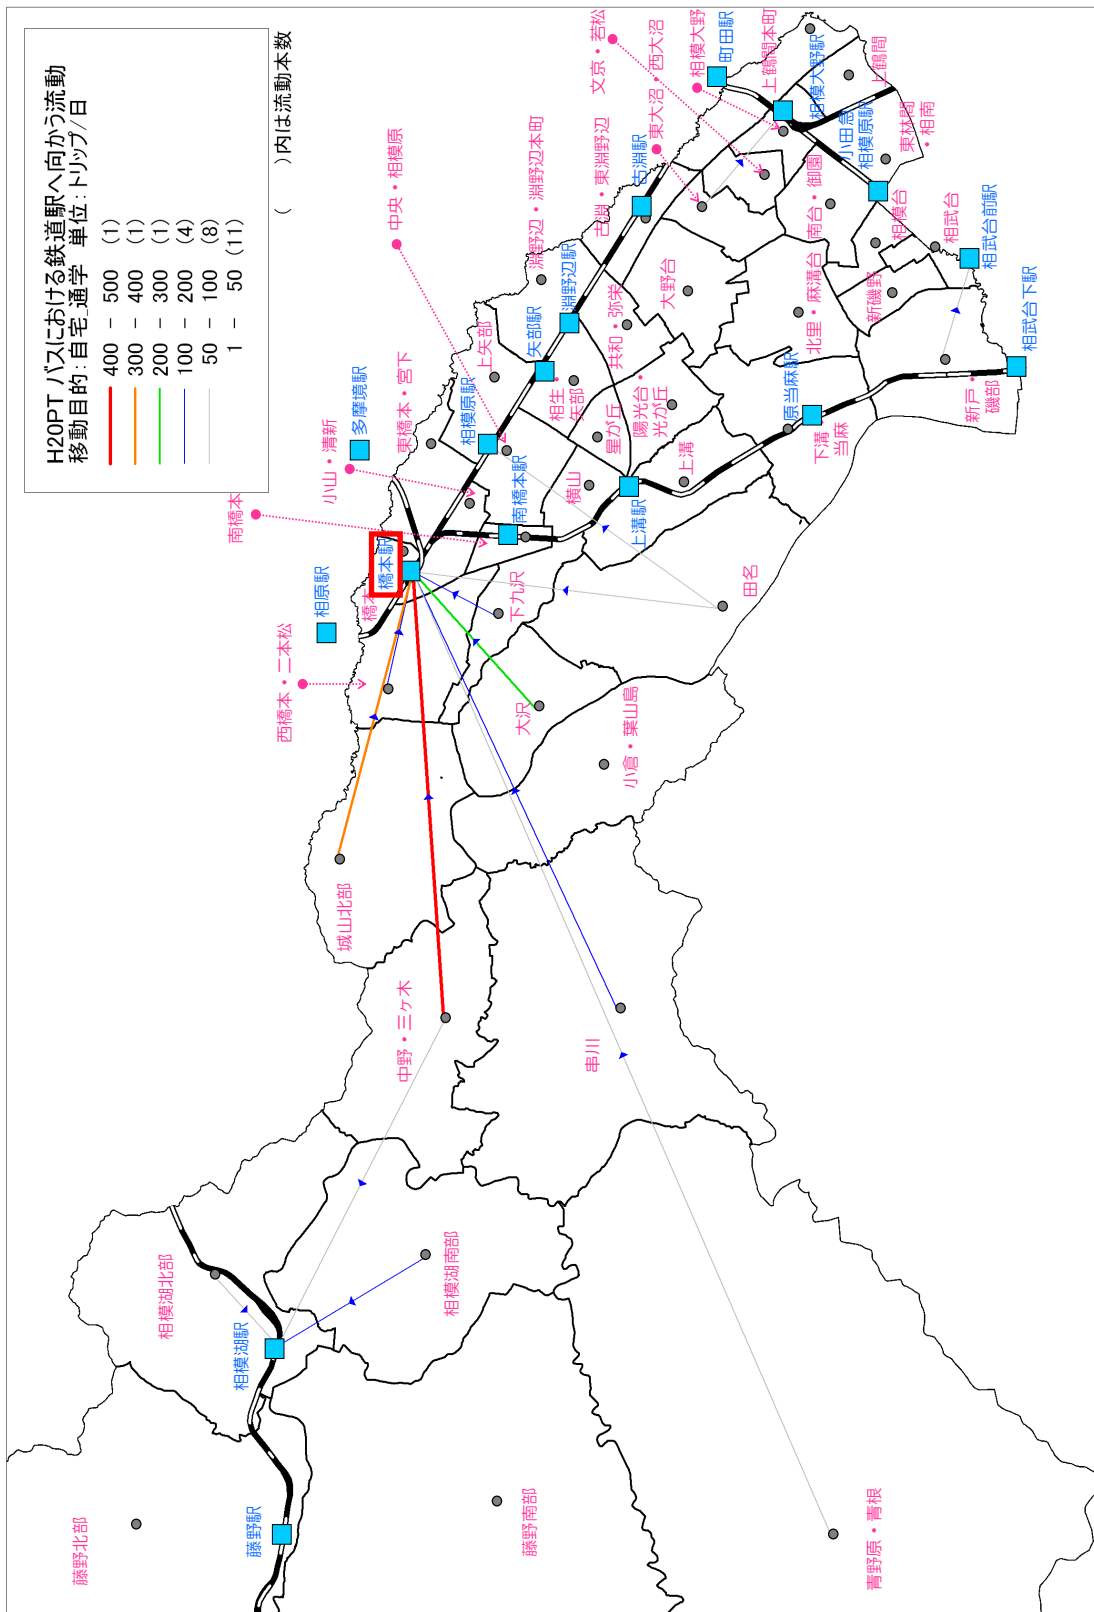 H20PT バスにおける鉄道駅へ向かう流動
移動目的：自宅_通学　単位：トリップ/日
400 － 500 (1)
300 － 400 (1)
200 － 300 (1)
100 － 200 (4)
50 － 100 (8)
1 － 50 (11)
(　　)内は流動本数
藤野北部
藤野駅
藤野南部
青野原・青根
相模湖北部
相模湖駅
相模湖南部
中野・三ヶ木
串川
城山北部
小倉・葉山島
西橋本・二本松
大沢
相原駅
橋本
橋本駅
下九沢
田名
南橋本
小山・清新
多摩境駅
東橋本・宮下
南橋本駅
横山
上溝駅
上溝
相模原駅
上矢部
中央・相模原
星が丘
陽光台・
光が丘
矢部駅
相生・
矢部
共和・弥栄
淵野辺駅
淵野辺・淵野辺本町
大野台
古淵・東淵野辺
古淵駅
東大沼・西大沼
文京・若松
相模大野
町田駅
上鶴間本町
相模大野駅
上鶴間
小田急
相模原駅
東林間
・相南
南台・御園
相模台
北里・麻溝台
原当麻駅
下溝・
当麻
新磯野
相武台
相武台前駅
新戸・
磯部
相武台下駅